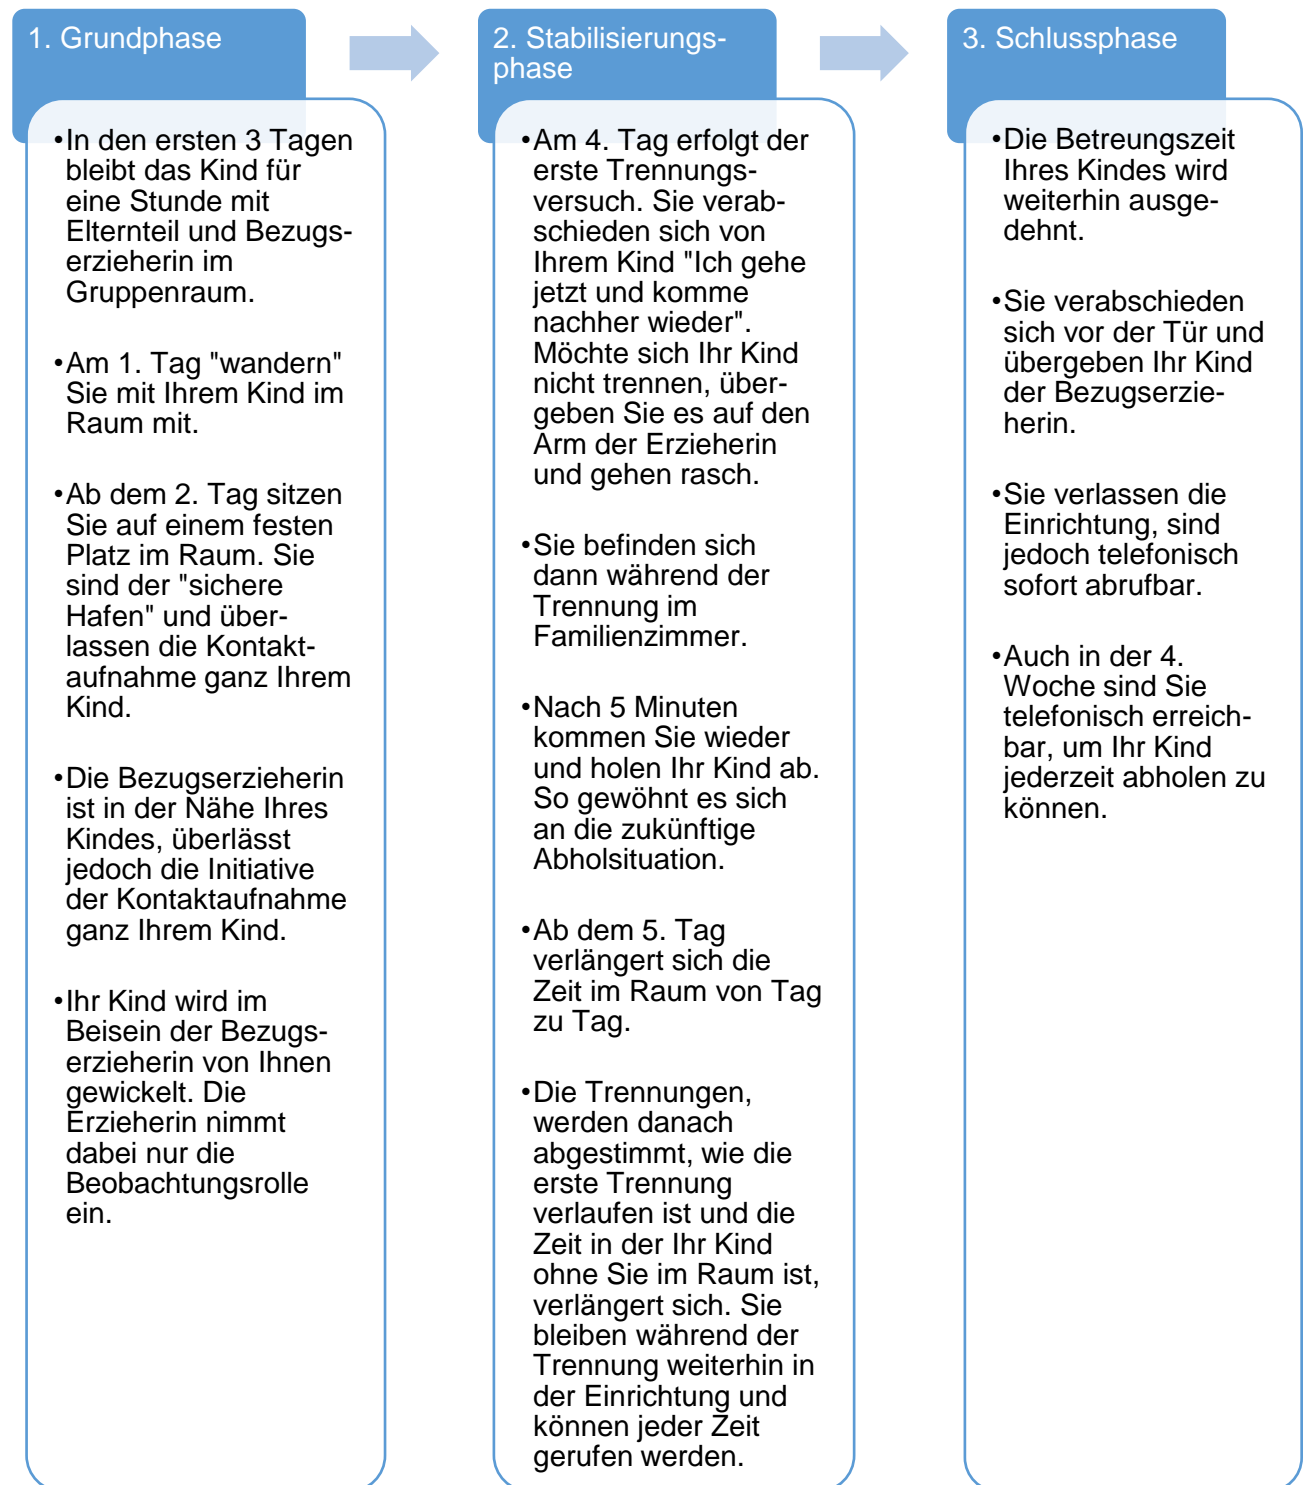 1. Grundphase
•In den ersten 3 Tagen
bleibt das Kind für
eine Stunde mit
Elternteil und Bezugs-
erzieherin im
Gruppenraum.
•Am 1. Tag "wandern"
Sie mit Ihrem Kind im
Raum mit.
•Ab dem 2. Tag sitzen
Sie auf einem festen
Platz im Raum. Sie
sind der "sichere
Hafen" und über-
lassen die Kontakt-
aufnahme ganz Ihrem
Kind.
•Die Bezugserzieherin
ist in der Nähe Ihres
Kindes, überlässt
jedoch die Initiative
der Kontaktaufnahme
ganz Ihrem Kind.
•Ihr Kind wird im
Beisein der Bezugs-
erzieherin von Ihnen
gewickelt. Die
Erzieherin nimmt
dabei nur die
Beobachtungsrolle
ein.
2. Stabilisierungs-
phase
•Am 4. Tag erfolgt der
erste Trennungs-
versuch. Sie verab-
schieden sich von
Ihrem Kind "Ich gehe
jetzt und komme
nachher wieder".
Möchte sich Ihr Kind
nicht trennen, über-
geben Sie es auf den
Arm der Erzieherin
und gehen rasch.
•Sie befinden sich
dann während der
Trennung im
Familienzimmer.
•Nach 5 Minuten
kommen Sie wieder
und holen Ihr Kind ab.
So gewöhnt es sich
an die zukünftige
Abholsituation.
•Ab dem 5. Tag
verlängert sich die
Zeit im Raum von Tag
zu Tag.
•Die Trennungen,
werden danach
abgestimmt, wie die
erste Trennung
verlaufen ist und die
Zeit in der Ihr Kind
ohne Sie im Raum ist,
verlängert sich. Sie
bleiben während der
Trennung weiterhin in
der Einrichtung und
können jeder Zeit
gerufen werden.
3. Schlussphase
•Die Betreungszeit
Ihres Kindes wird
weiterhin ausge-
dehnt.
•Sie verabschieden
sich vor der Tür und
übergeben Ihr Kind
der Bezugserzie-
herin.
•Sie verlassen die
Einrichtung, sind
jedoch telefonisch
sofort abrufbar.
•Auch in der 4.
Woche sind Sie
telefonisch erreich-
bar, um Ihr Kind
jederzeit abholen zu
können.